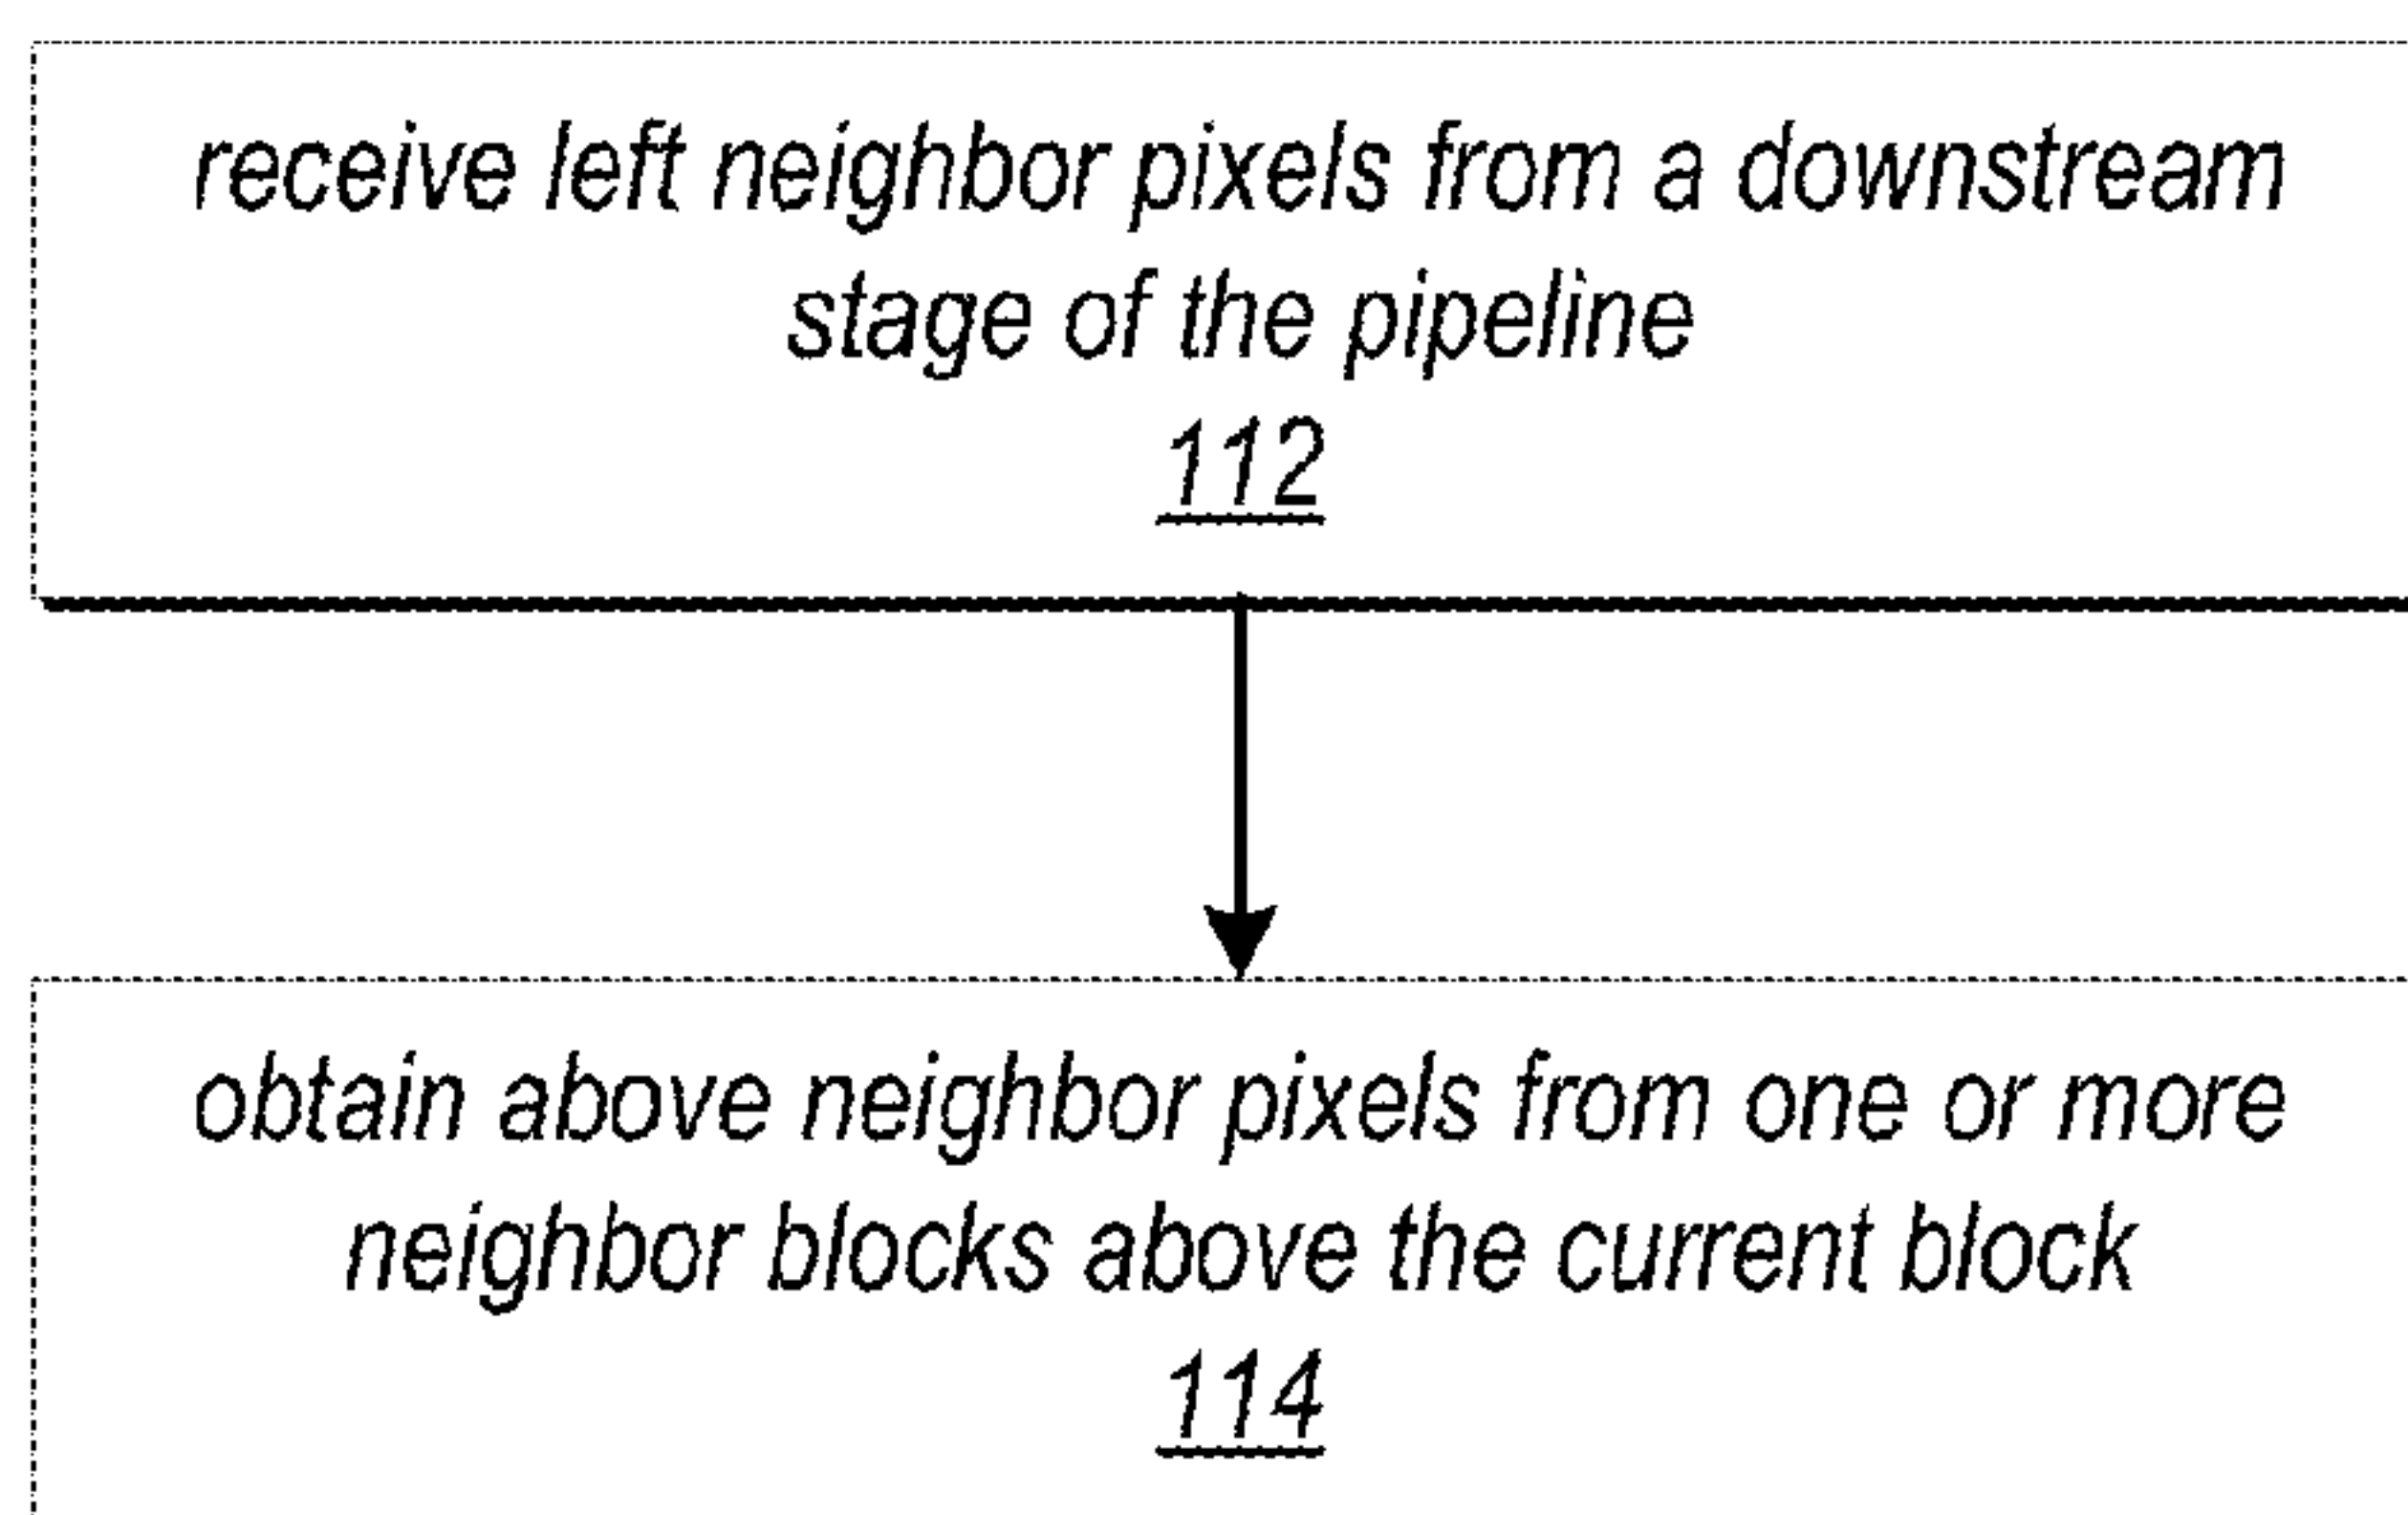 receive left neighbor pixels from a downstream
stage of the pipeline
112
obtain above neighbor pixels from one or more
neighbor blocks above the current block
114